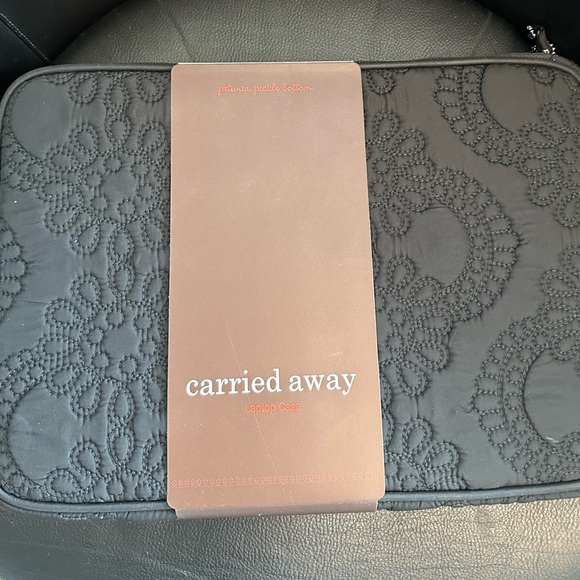 petunia pickle bottom
carried away
Laptop Case